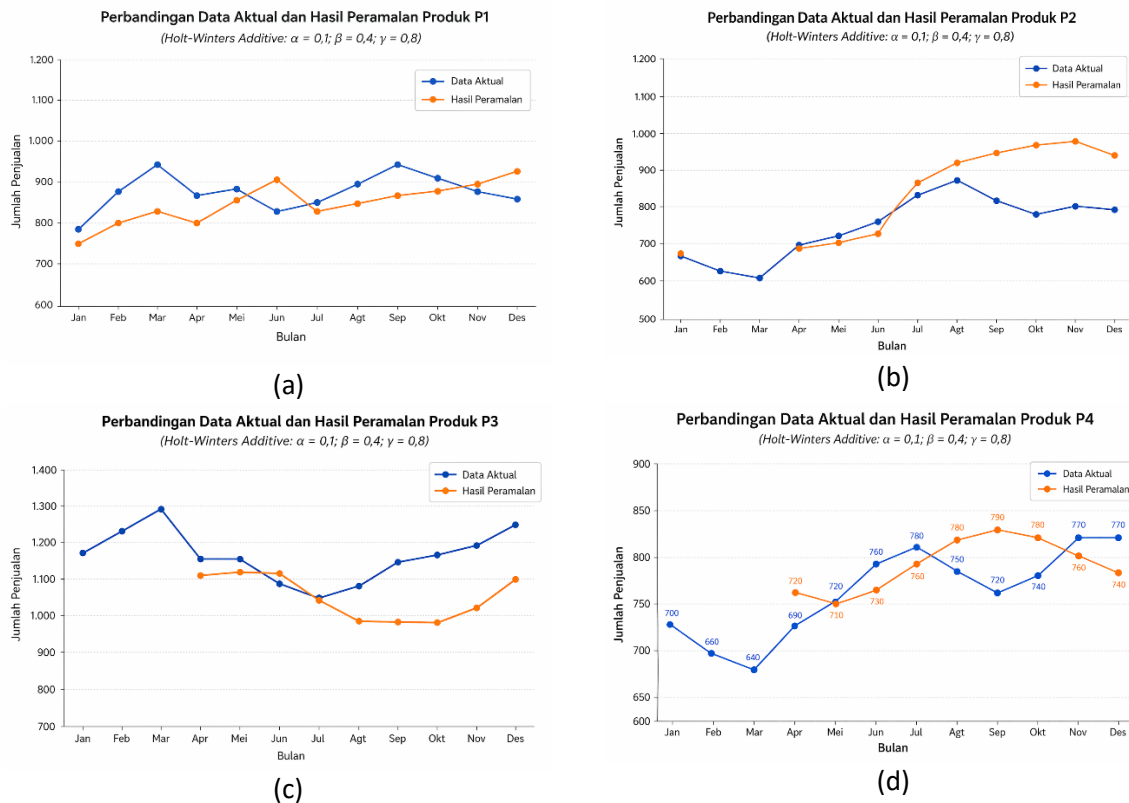 Perbandingan Data Aktual dan Hasil Peramalan Produk P1
(Holt-Winters Additive: α = 0,1; β = 0,4; γ = 0,8)
Data Aktual
Hasil Peramalan
Jumlah Penjualan
1.200
1.100
1.000
900
800
700
600
Jan Feb Mar Apr Mei Jun Jul Agt Sep Okt Nov Des
Bulan
(a)
Perbandingan Data Aktual dan Hasil Peramalan Produk P2
(Holt-Winters Additive: α = 0,1; β = 0,4; γ = 0,8)
Data Aktual
Hasil Peramalan
Jumlah Penjualan
1.200
1.100
1.000
900
800
700
600
500
Jan Feb Mar Apr Mei Jun Jul Agt Sep Okt Nov Des
Bulan
(b)
Perbandingan Data Aktual dan Hasil Peramalan Produk P3
(Holt-Winters Additive: α = 0,1; β = 0,4; γ = 0,8)
Data Aktual
Hasil Peramalan
Jumlah Penjualan
1.400
1.300
1.200
1.100
1.000
900
800
700
Jan Feb Mar Apr Mei Jun Jul Agt Sep Okt Nov Des
Bulan
(c)
Perbandingan Data Aktual dan Hasil Peramalan Produk P4
(Holt-Winters Additive: α = 0,1; β = 0,4; γ = 0,8)
Data Aktual
Hasil Peramalan
Jumlah Penjualan
900
850
800
750
700
650
600
700 660 640 690 720 760 780 750 720 740 770 770
720 710 730 760 780 790 780 760 740
Jan Feb Mar Apr Mei Jun Jul Agt Sep Okt Nov Des
Bulan
(d)